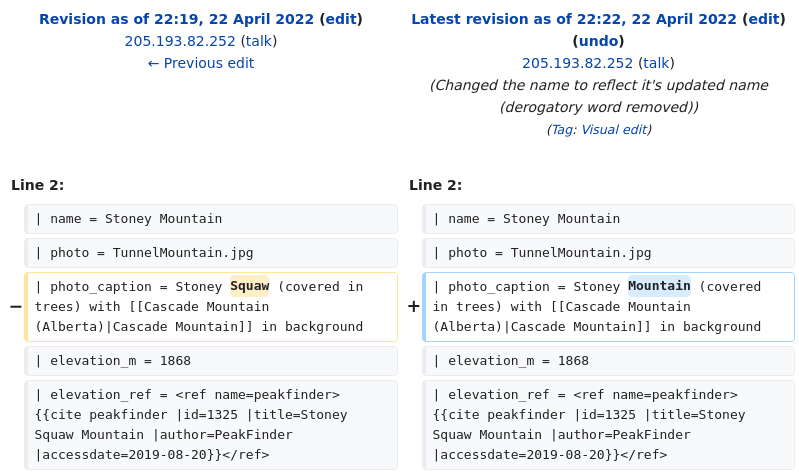 Revision as of 22:19, 22 April 2022 (edit)
205.193.82.252 (talk)
← Previous edit
Latest revision as of 22:22, 22 April 2022 (edit)
(undo)
205.193.82.252 (talk)
(Changed the name to reflect it's updated name
(derogatory word removed))
(Tag: Visual edit)
Line 2:
| name = Stoney Mountain
| photo = TunnelMountain.jpg
− | photo_caption = Stoney Squaw (covered in
trees) with [[Cascade Mountain
(Alberta)|Cascade Mountain]] in background
| elevation_m = 1868
| elevation_ref = <ref name=peakfinder>
{{cite peakfinder |id=1325 |title=Stoney
Squaw Mountain |author=PeakFinder
|accessdate=2019-08-20}}</ref>
Line 2:
| name = Stoney Mountain
| photo = TunnelMountain.jpg
+ | photo_caption = Stoney Mountain (covered
in trees) with [[Cascade Mountain
(Alberta)|Cascade Mountain]] in background
| elevation_m = 1868
| elevation_ref = <ref name=peakfinder>
{{cite peakfinder |id=1325 |title=Stoney
Squaw Mountain |author=PeakFinder
|accessdate=2019-08-20}}</ref>